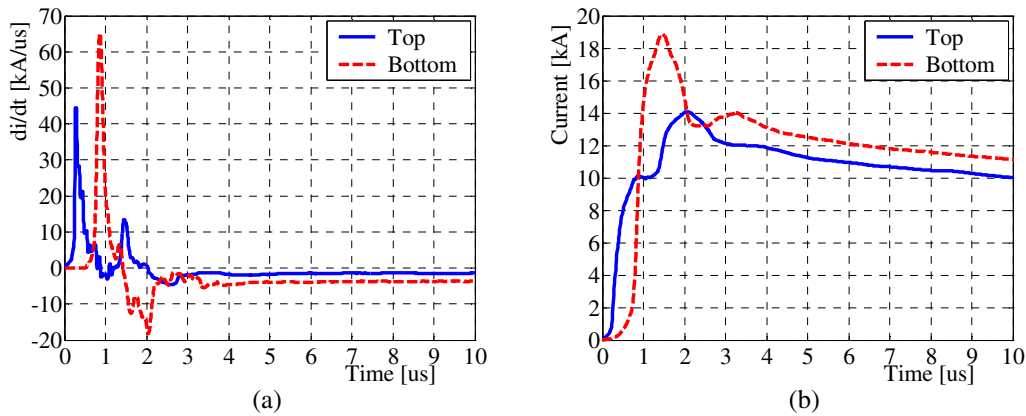 di/dt [kA/us]
70
60
50
40
30
20
10
0
-10
-20
0 1 2 3 4 5 6 7 8 9 10
Time [us]
Top
Bottom
(a)
Current [kA]
20
18
16
14
12
10
8
6
4
2
0
0 1 2 3 4 5 6 7 8 9 10
Time [us]
Top
Bottom
(b)